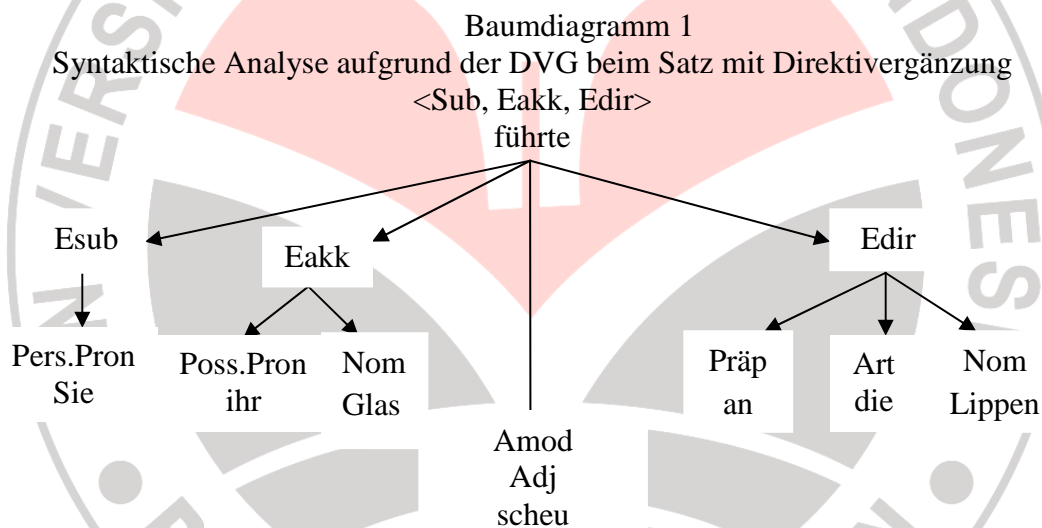 Baumdiagramm 1
Syntaktische Analyse aufgrund der DVG beim Satz mit Direktivergänzung
<Sub, Eakk, Edir>
führte
Esub
Eakk
Edir
Pers.Pron
Sie
Poss.Pron
ihr
Nom
Glas
Präp
an
Art
die
Nom
Lippen
Amod
Adj
scheu